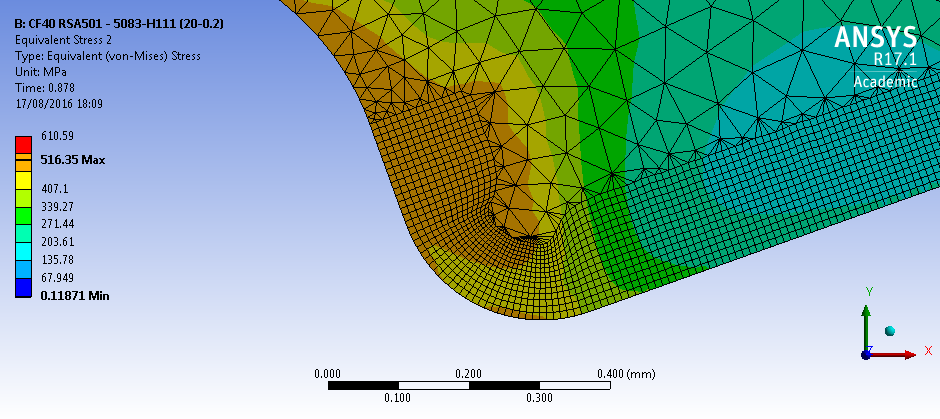 B: CF40 RSA501 - 5083-H111 (20-0.2)
Equivalent Stress 2
Type: Equivalent (von-Mises) Stress
Unit: MPa
Time: 0.878
17/08/2016 18:09
610.59
516.35 Max
407.1
339.27
271.44
203.61
135.78
67.949
0.11871 Min
ANSYS
R17.1
Academic
0.000 0.200 0.400 (mm)
0.100 0.300
Y
Z X